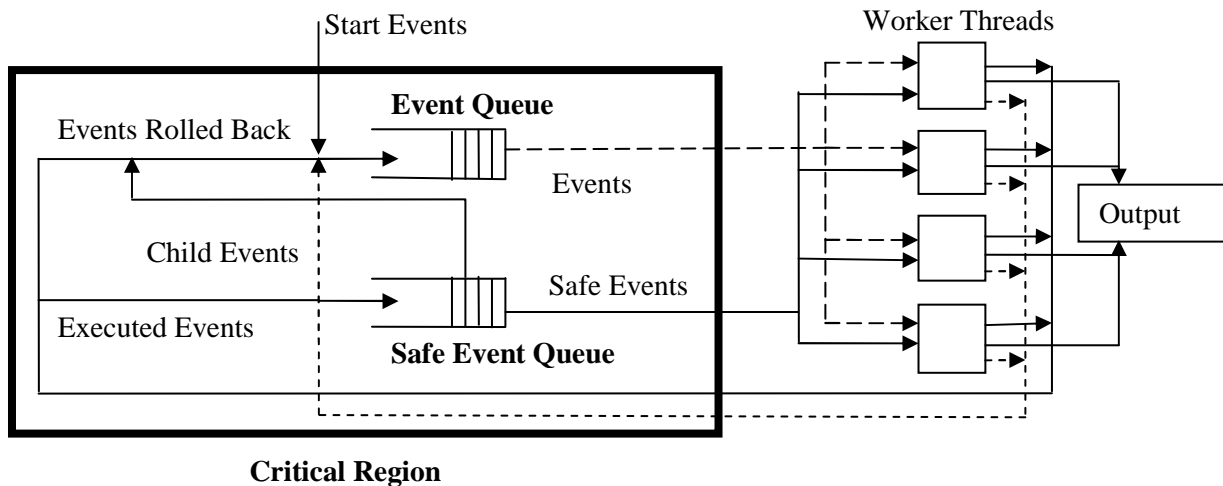 Start Events
Worker Threads
Event Queue
Events Rolled Back
Events
Output
Child Events
Safe Events
Executed Events
Safe Event Queue
Critical Region